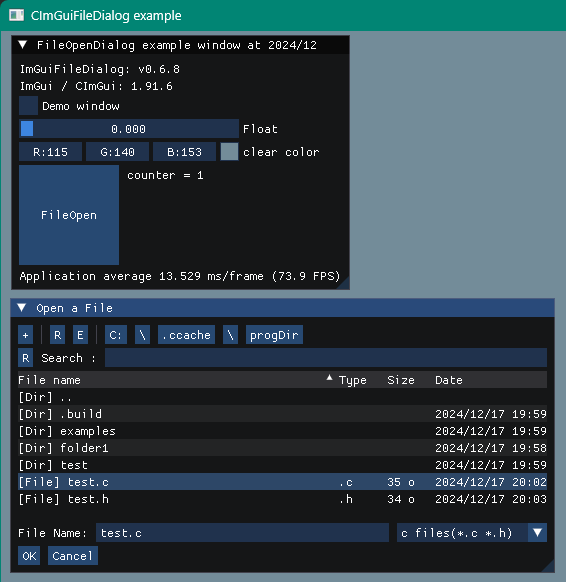 CImGuiFileDialog example
FileOpenDialog example window at 2024/12
ImGuiFileDialog: v0.6.8
ImGui / CImGui: 1.91.6
Demo window
0.000 Float
R:115 G:140 B:153 clear color
FileOpen counter = 1
Application average 13.529 ms/frame (73.9 FPS)
Open a File
+ R E C: \ .ccache \ progDir
R Search :
File name Type Size Date
[Dir] ..
[Dir] .build 2024/12/17 19:59
[Dir] examples 2024/12/17 19:59
[Dir] folder1 2024/12/17 19:58
[Dir] test 2024/12/17 19:59
[File] test.c .c 35 o 2024/12/17 20:02
[File] test.h .h 34 o 2024/12/17 20:03
File Name: test.c c files(*.c *.h)
OK Cancel